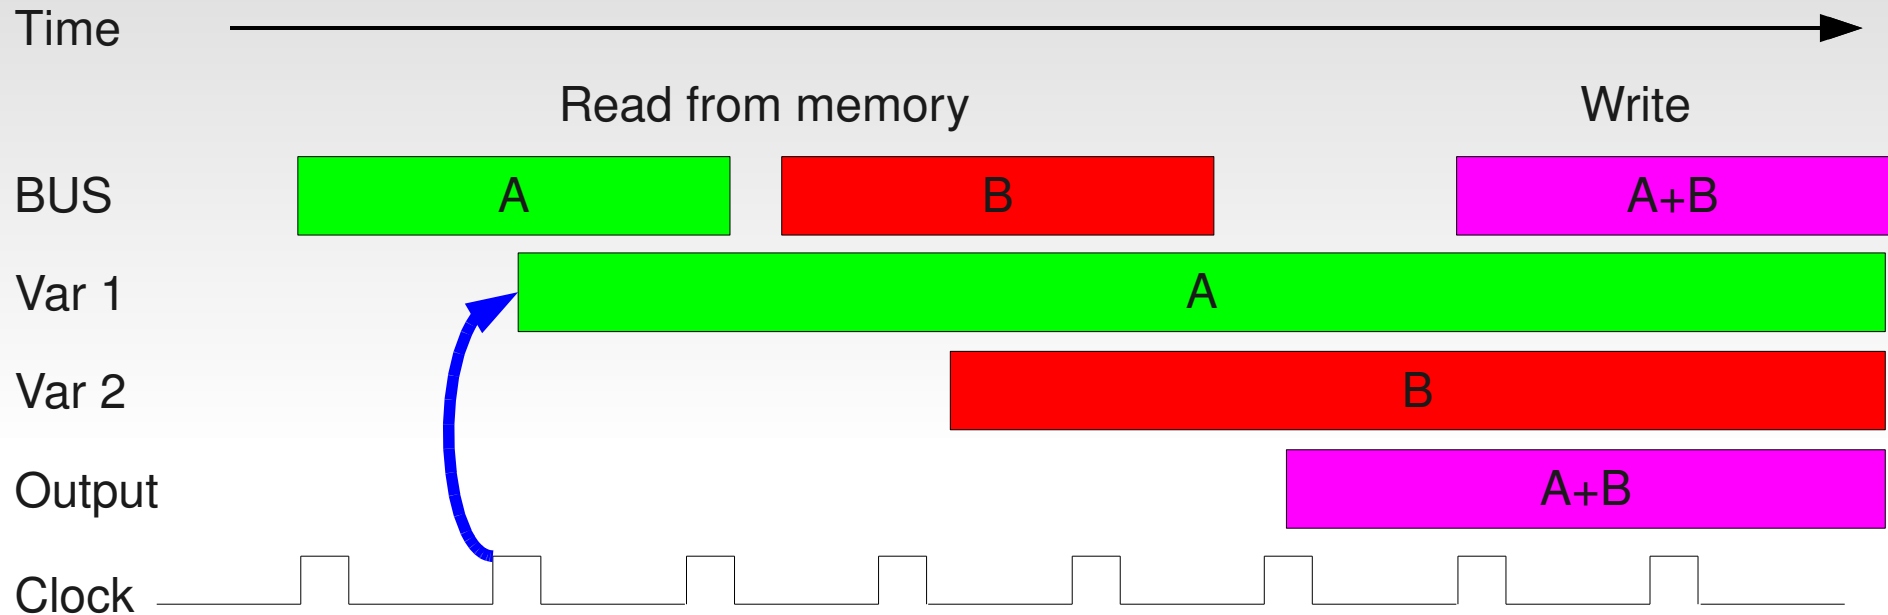 Time
Read from memory Write
BUS A B A+B
Var 1 A
Var 2 B
Output A+B
Clock